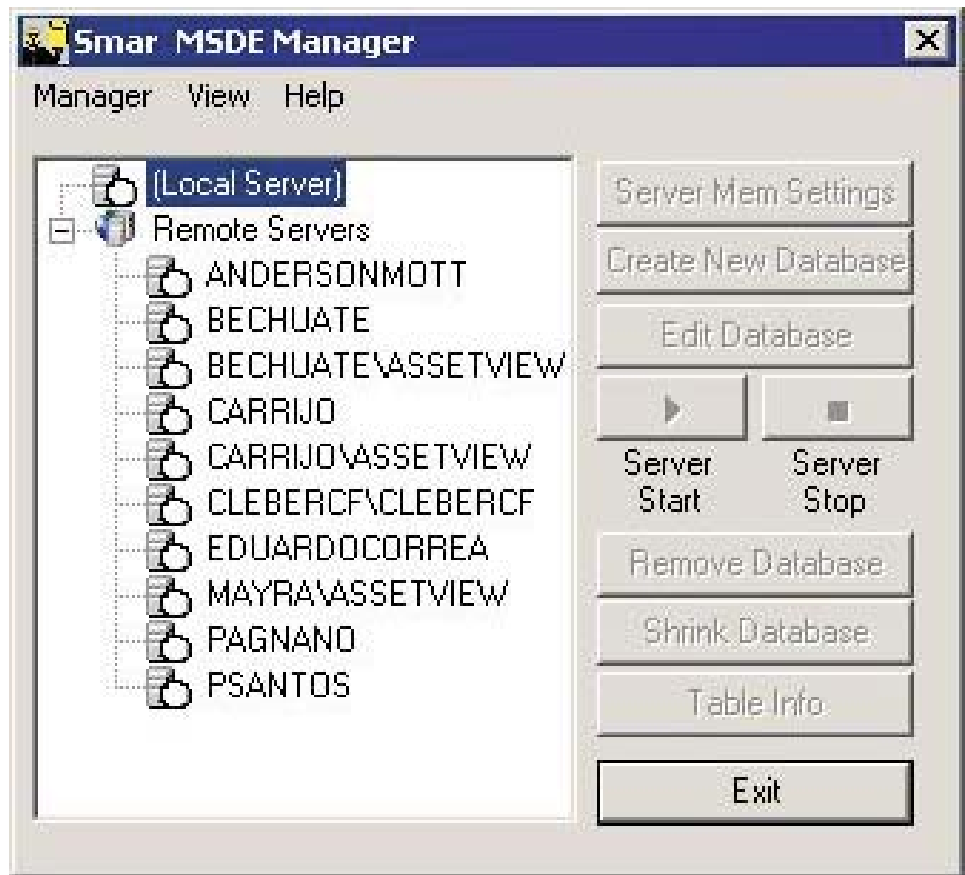 Smar MSDE Manager
Manager View Help
(Local Server)
Remote Servers
ANDERSONMOTT
BECHUATE
BECHUATE\ASSETVIEW
CARRIJO
CARRIJO\ASSETVIEW
CLEBERCF\CLEBERCF
EDUARDOCORREA
MAYRA\ASSETVIEW
PAGNANO
PSANTOS
Server Mem Settings
Create New Database
Edit Database
Server Start
Server Stop
Remove Database
Shrink Database
Table Info
Exit